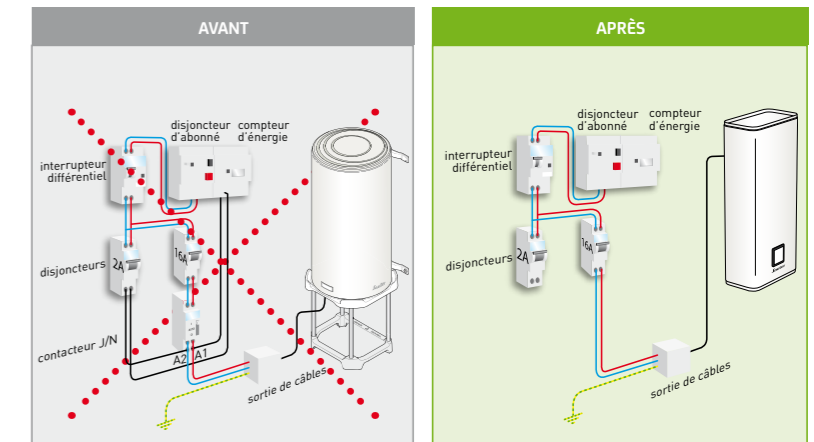 AVANT
disjoncteur
d'abonné
compteur
d'énergie
interrupteur
différentiel
disjoncteurs
2A
16A
contacteur J/N
A2
A1
sortie de câbles
APRÈS
disjoncteur
d'abonné
compteur
d'énergie
interrupteur
différentiel
disjoncteurs
2A
16A
sortie de câbles